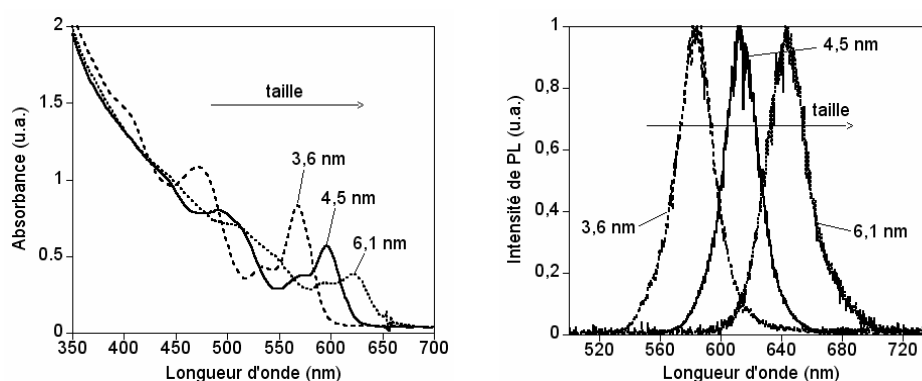 2
1,5
1
0.5
0
Absorbance (u.a.)
taille
3,6 nm
4,5 nm
6,1 nm
350 400 450 500 550 600 650 700
Longueur d'onde (nm)
1
0,8
0,6
0,4
0,2
0
Intensité de PL (u.a.)
4,5 nm
taille
3,6 nm
6,1 nm
520 560 600 640 680 720
Longueur d'onde (nm)